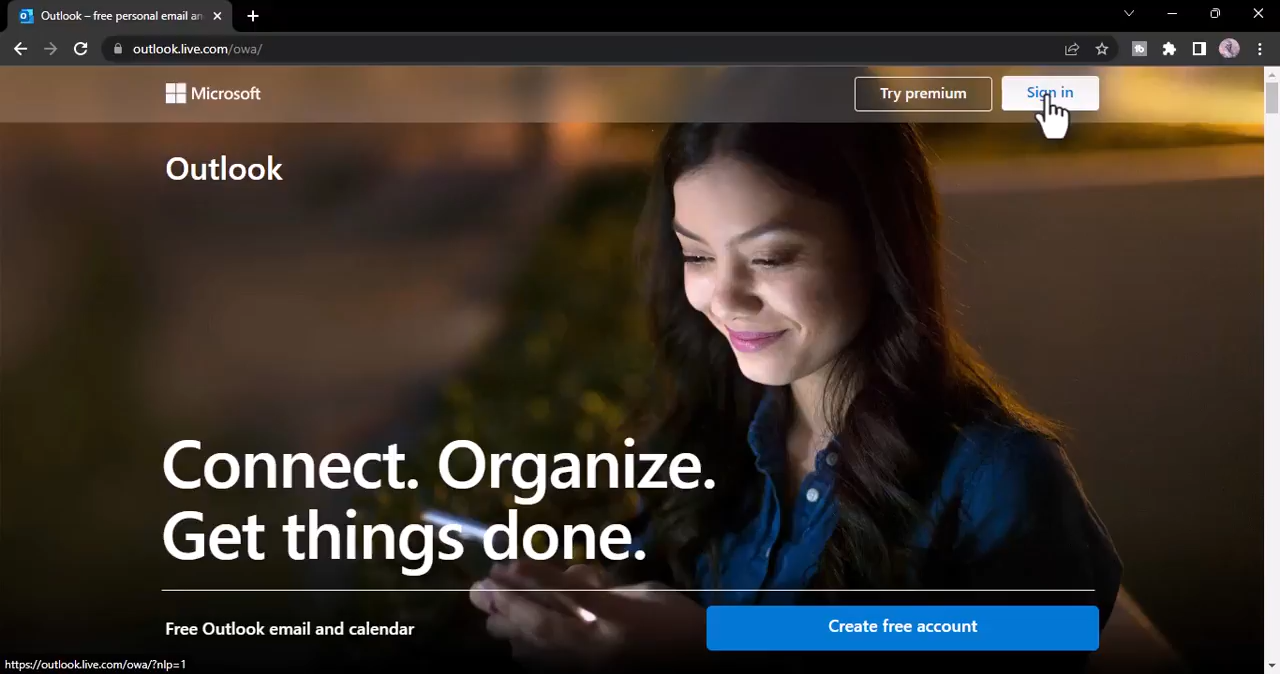 Outlook – free personal email an
outlook.live.com/owa/
Microsoft
Try premium
Sign in
Outlook
Connect. Organize.
Get things done.
Free Outlook email and calendar
Create free account
https://outlook.live.com/owa/?nlp=1